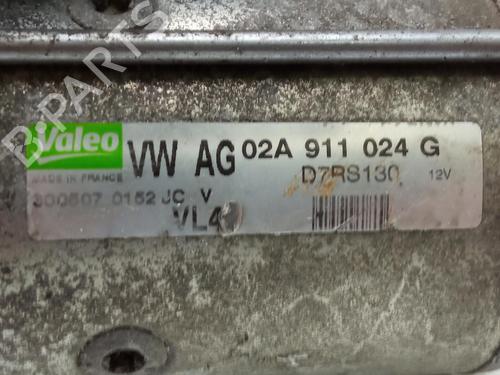 B-PARTS
Valeo VW AG 02A 911 024 G
MADE IN FRANCE D7RS130 12V
300507 0152 JC V
VL4